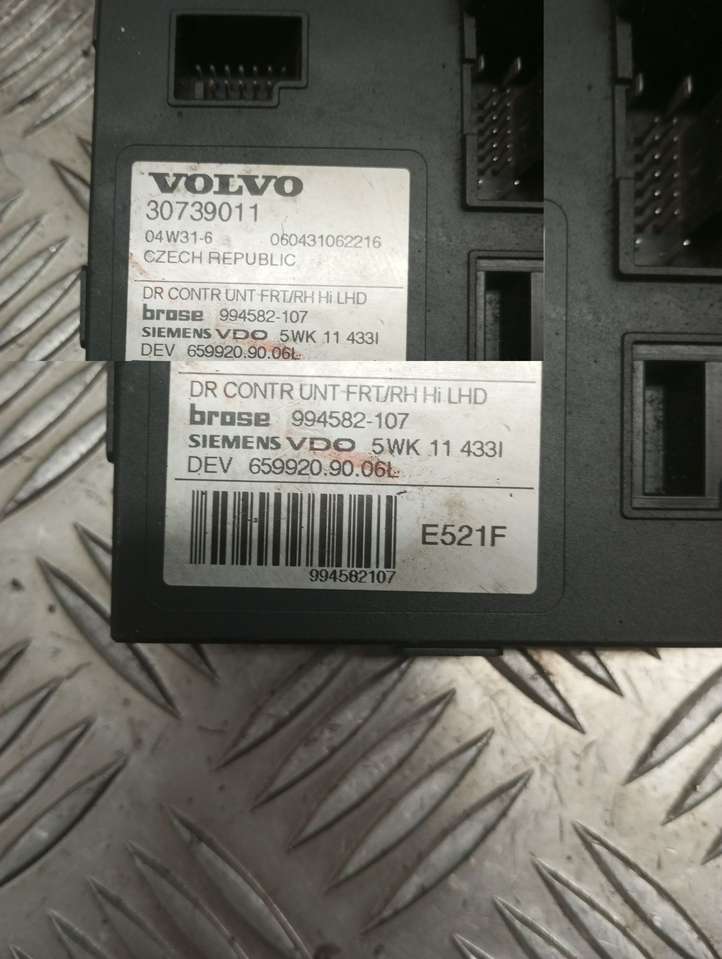 VOLVO
30739011
04W31-6 060431062216
CZECH REPUBLIC
DR CONTR UNT-FRT/RH Hi LHD
brose 994582-107
SIEMENS VDO 5WK 11 433I
DEV 659920.90.06L
DR CONTR UNT-FRT/RH Hi LHD
brose 994582-107
SIEMENS VDO 5WK 11 433I
DEV 659920.90.06L
E521F
994582107